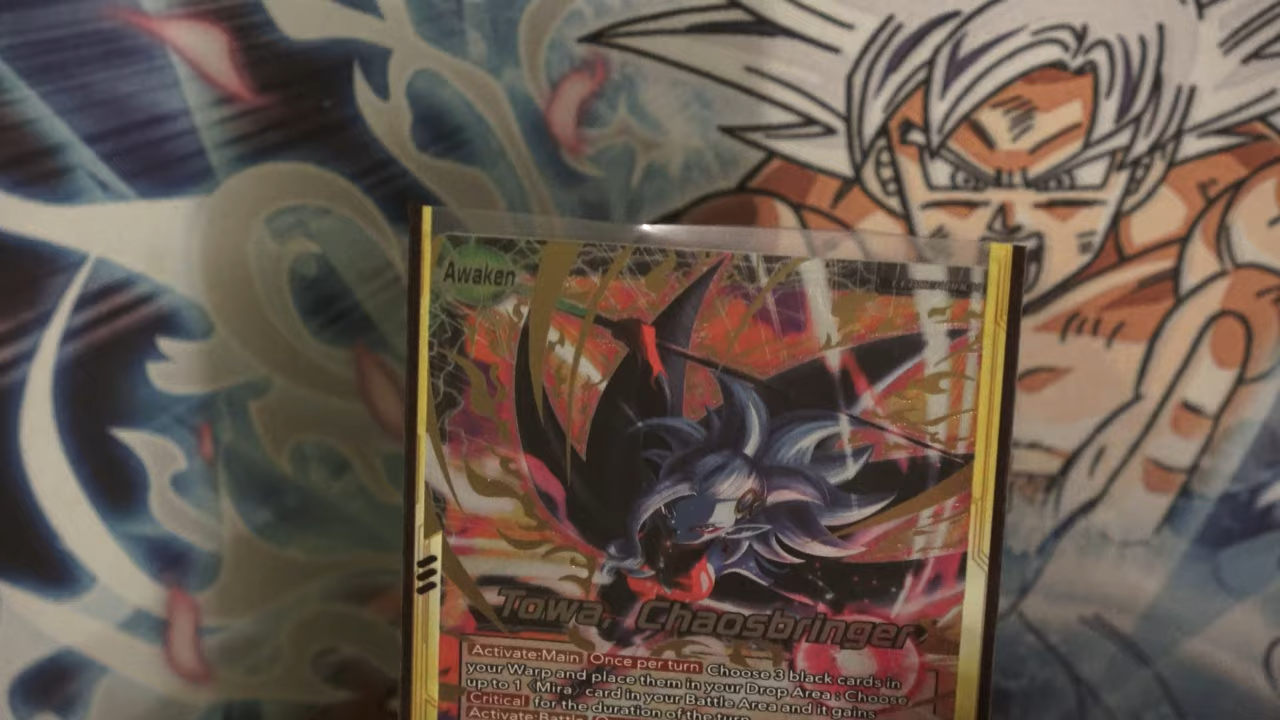 Awaken
Towa, Chaosbringer
Activate:Main Once per turn Choose 3 black cards in
your Warp and place them in your Drop Area : Choose
up to 1 《Mira》 card in your Battle Area and it gains
Critical for the duration of the turn.
Activate:Battle